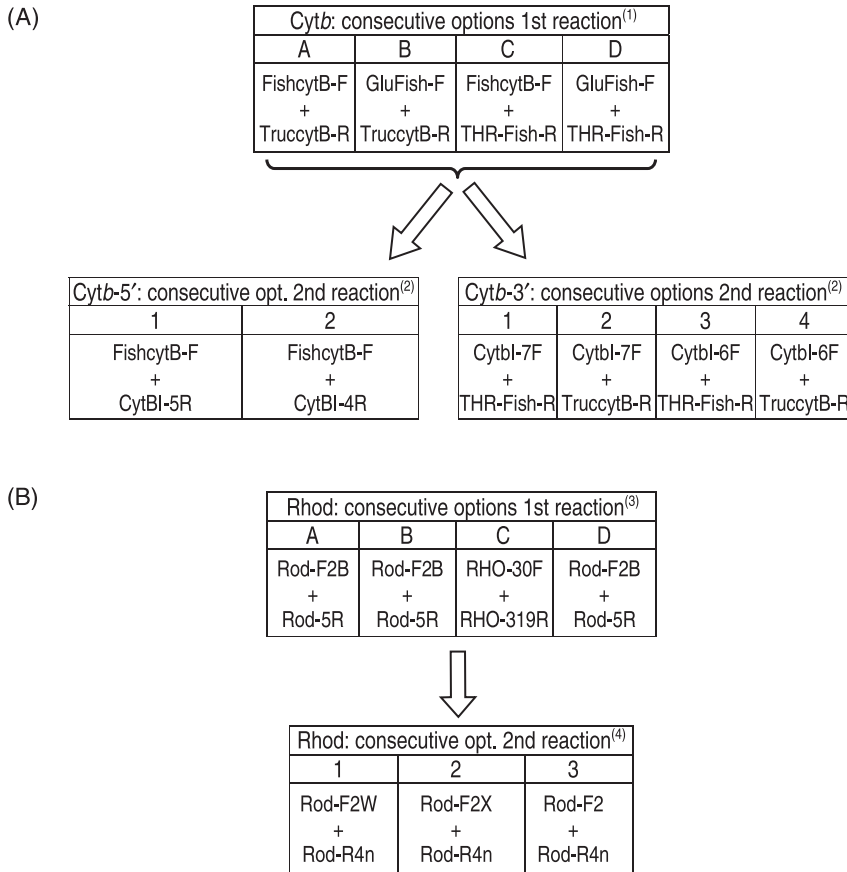 (A)
Cytb: consecutive options 1st reaction(1)
A B C D
FishcytB-F GluFish-F FishcytB-F GluFish-F
+ + + +
TruccytB-R TruccytB-R THR-Fish-R THR-Fish-R
Cytb-5′: consecutive opt. 2nd reaction(2)
1 2
FishcytB-F FishcytB-F
+ +
CytBI-5R CytBI-4R
Cytb-3′: consecutive options 2nd reaction(2)
1 2 3 4
CytbI-7F CytbI-7F CytbI-6F CytbI-6F
+ + + +
THR-Fish-R TruccytB-R THR-Fish-R TruccytB-R
(B)
Rhod: consecutive options 1st reaction(3)
A B C D
Rod-F2B Rod-F2B RHO-30F Rod-F2B
+ + + +
Rod-5R Rod-5R RHO-319R Rod-5R
Rhod: consecutive opt. 2nd reaction(4)
1 2 3
Rod-F2W Rod-F2X Rod-F2
+ + +
Rod-R4n Rod-R4n Rod-R4n